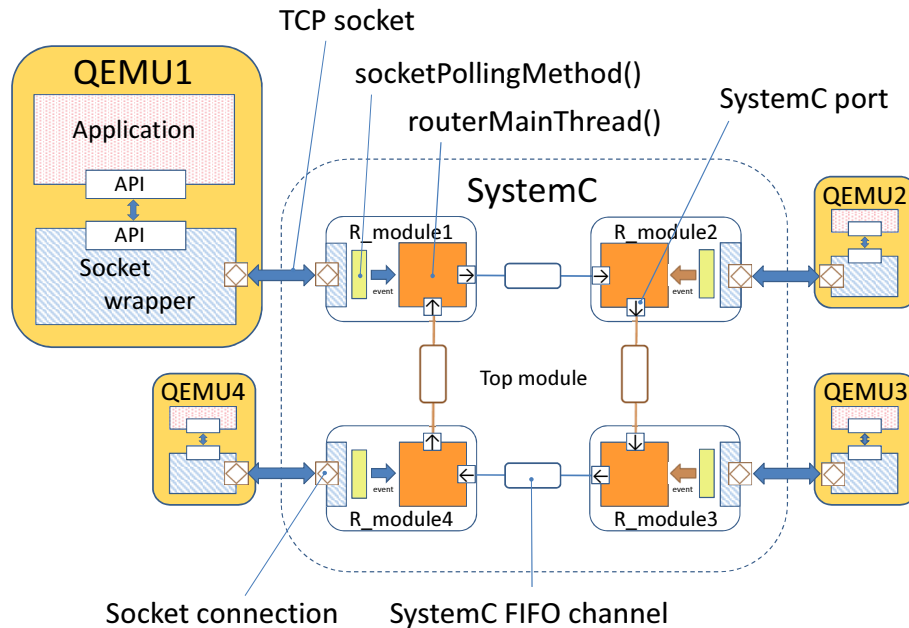 TCP socket
QEMU1
socketPollingMethod()
SystemC port
Application
routerMainThread()
API
SystemC
QEMU2
API
R_module1
R_module2
Socket
wrapper
event
event
Top module
QEMU4
QEMU3
event
event
R_module4
R_module3
Socket connection
SystemC FIFO channel